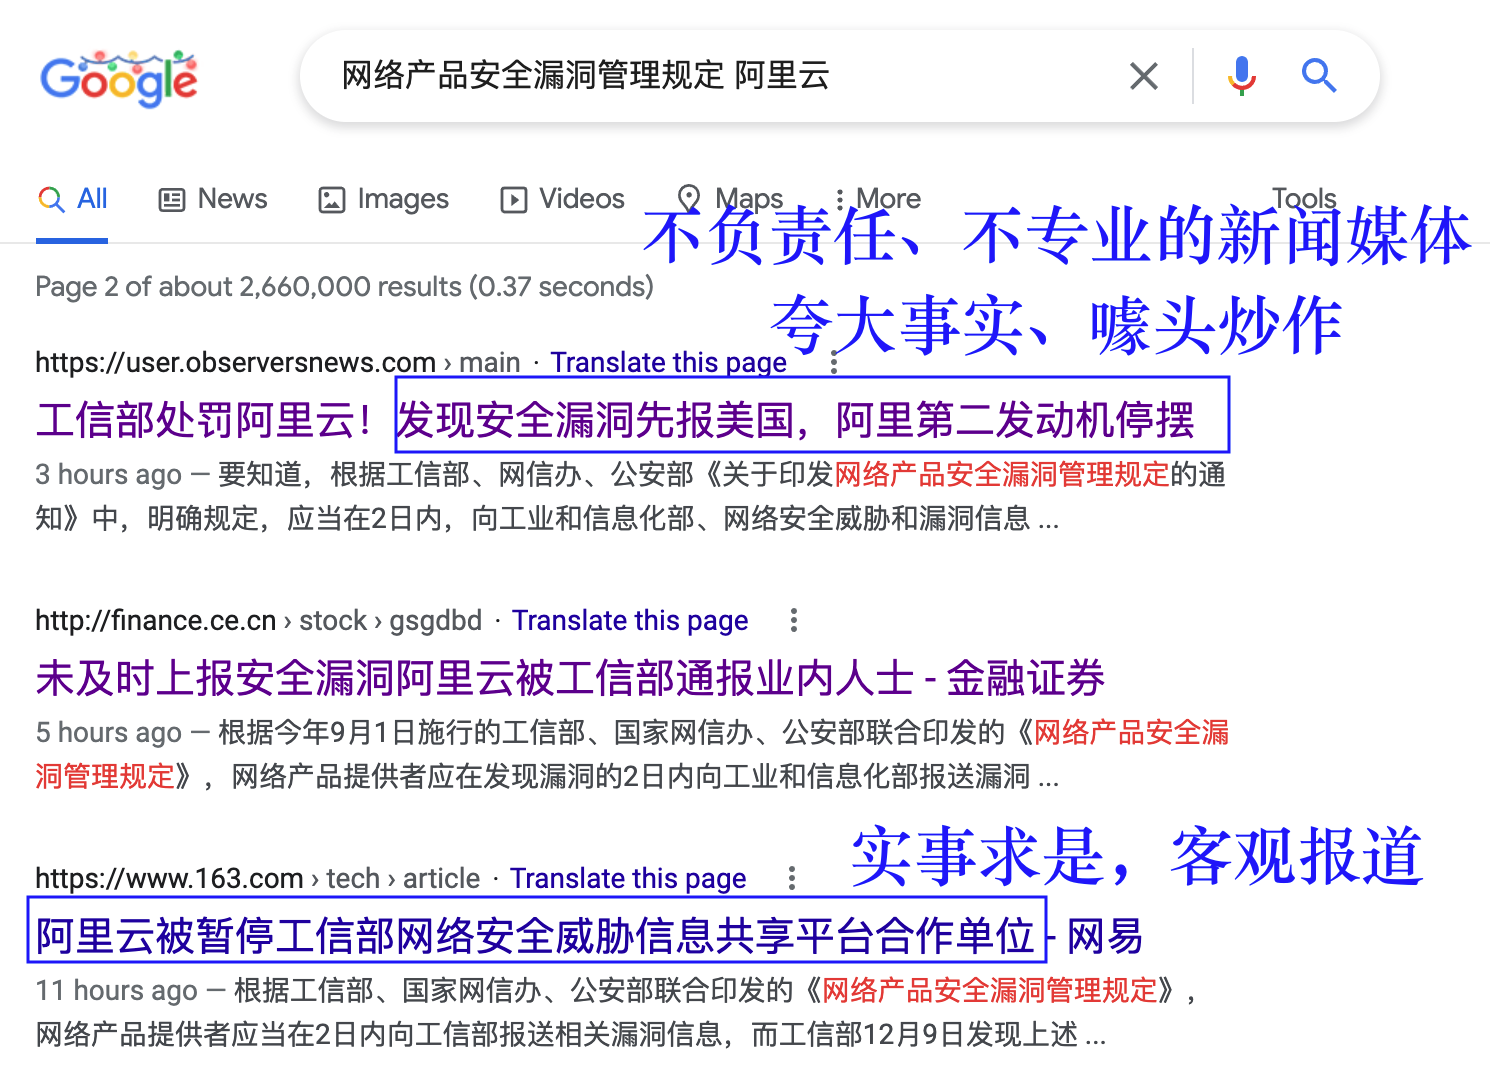 Google
网络产品安全漏洞管理规定 阿里云
All News Images Videos Maps More Tools
不负责任、不专业的新闻媒体
Page 2 of about 2,660,000 results (0.37 seconds)
夸大事实、噱头炒作
https://user.observersnews.com › main · Translate this page
工信部处罚阿里云！发现安全漏洞先报美国，阿里第二发动机停摆
3 hours ago — 要知道，根据工信部、网信办、公安部《关于印发网络产品安全漏洞管理规定的通
知》中，明确规定，应当在2日内，向工业和信息化部、网络安全威胁和漏洞信息 ...
http://finance.ce.cn › stock › gsgdbd · Translate this page
未及时上报安全漏洞阿里云被工信部通报业内人士 - 金融证券
5 hours ago — 根据今年9月1日施行的工信部、国家网信办、公安部联合印发的《网络产品安全漏
洞管理规定》，网络产品提供者应在发现漏洞的2日内向工业和信息化部报送漏洞 ...
实事求是，客观报道
https://www.163.com › tech › article · Translate this page
阿里云被暂停工信部网络安全威胁信息共享平台合作单位 - 网易
11 hours ago — 根据工信部、国家网信办、公安部联合印发的《网络产品安全漏洞管理规定》，
网络产品提供者应当在2日内向工信部报送相关漏洞信息，而工信部12月9日发现上述 ...